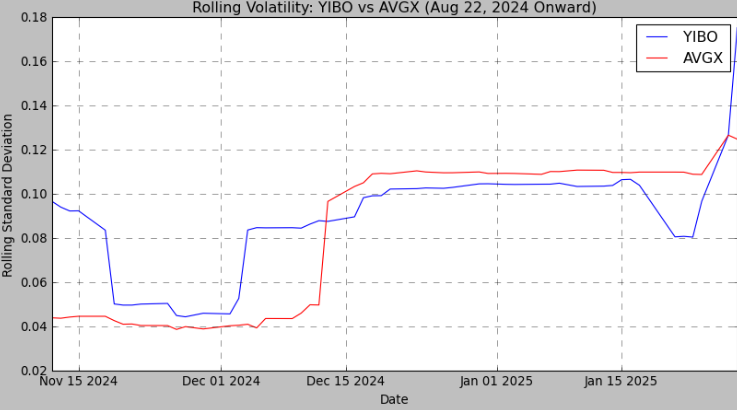 Rolling Volatility: YIBO vs AVGX (Aug 22, 2024 Onward)
YIBO
AVGX
0.18
0.16
0.14
0.12
0.10
0.08
0.06
0.04
0.02
Rolling Standard Deviation
Nov 15 2024 Dec 01 2024 Dec 15 2024 Jan 01 2025 Jan 15 2025
Date